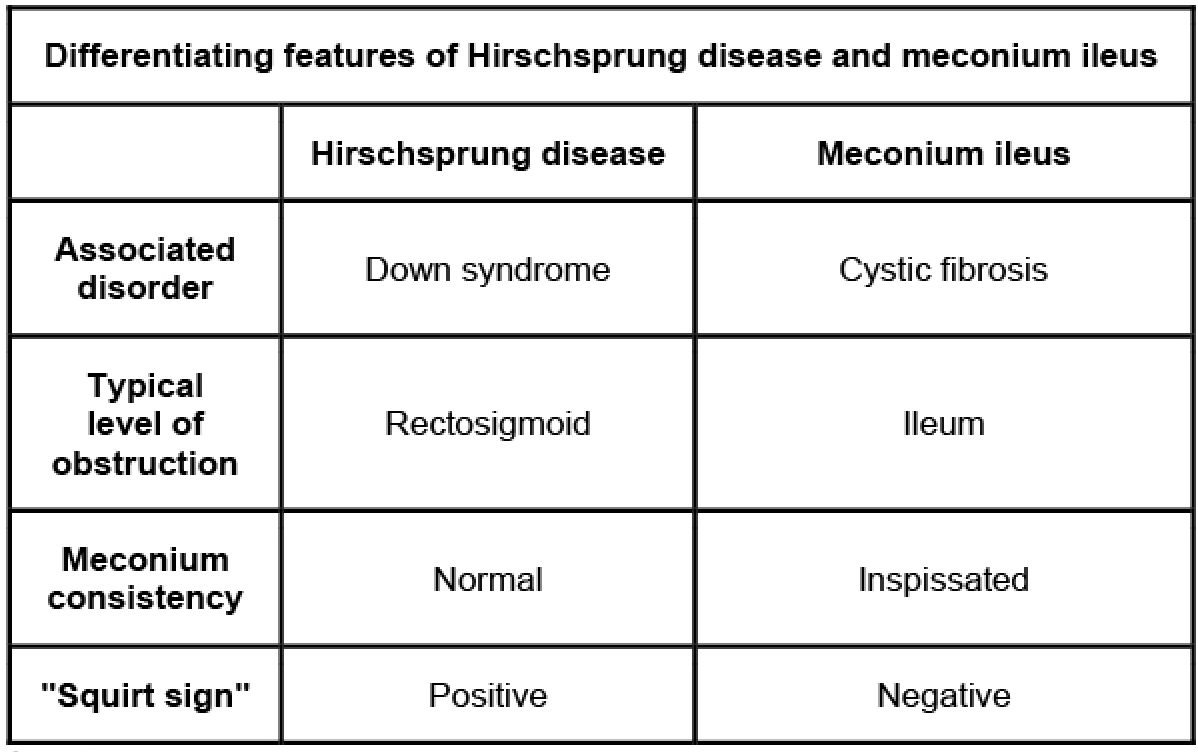 Differentiating features of Hirschsprung disease and meconium ileus
Hirschsprung disease
Meconium ileus
Associated
disorder
Down syndrome
Cystic fibrosis
Typical
level of
obstruction
Rectosigmoid
Ileum
Meconium
consistency
Normal
Inspissated
"Squirt sign"
Positive
Negative